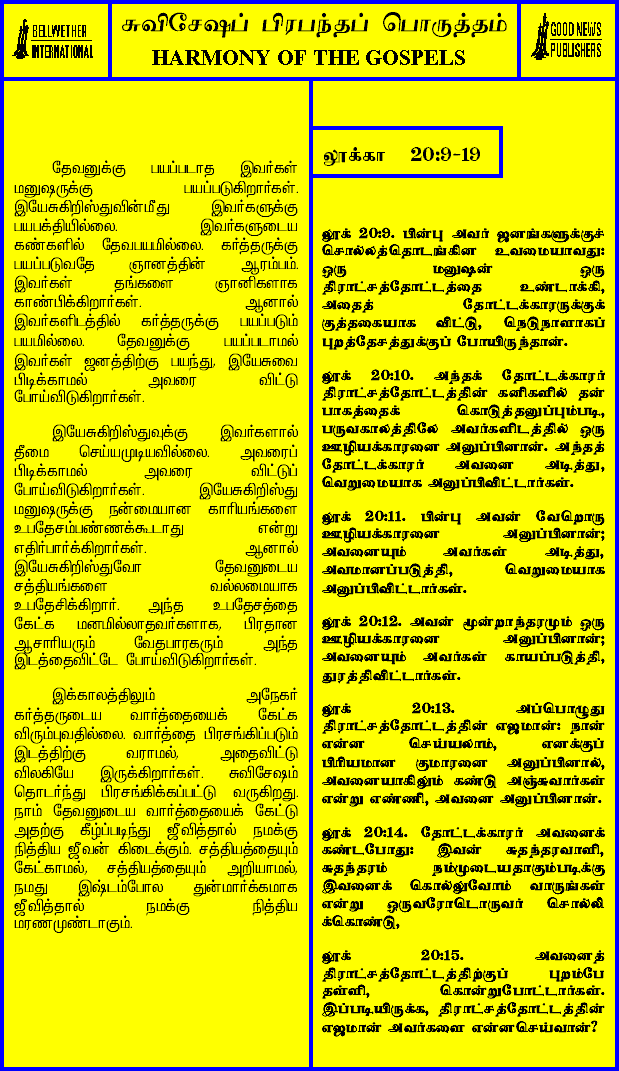 BELLWETHER
INTERNATIONAL
சுவிசேஷப் பிரபந்தப் பொருத்தம்
HARMONY OF THE GOSPELS
GOOD NEWS
PUBLISHERS
தேவனுக்கு பயப்படாத இவர்கள்
மனுஷருக்கு பயப்படுகிறார்கள்.
இயேசுகிறிஸ்துவின்மீது இவர்களுக்கு
பயபக்தியில்லை. இவர்களுடைய
கண்களில் தேவபயமில்லை. கர்த்தருக்கு
பயப்படுவதே ஞானத்தின் ஆரம்பம்.
இவர்கள் தங்களை ஞானிகளாக
காண்பிக்கிறார்கள். ஆனால்
இவர்களிடத்தில் கர்த்தருக்கு பயப்படும்
பயமில்லை. தேவனுக்கு பயப்படாமல்
இவர்கள் ஜனத்திற்கு பயந்து, இயேசுவை
பிடிக்காமல் அவரை விட்டு
போய்விடுகிறார்கள்.
இயேசுகிறிஸ்துவுக்கு இவர்களால்
தீமை செய்யமுடியவில்லை. அவரைப்
பிடிக்காமல் அவரை விட்டுப்
போய்விடுகிறார்கள். இயேசுகிறிஸ்து
மனுஷருக்கு நன்மையான காரியங்களை
உபதேசம்பண்ணக்கூடாது என்று
எதிர்பார்க்கிறார்கள். ஆனால்
இயேசுகிறிஸ்துவோ தேவனுடைய
சத்தியங்களை வல்லமையாக
உபதேசிக்கிறார். அந்த உபதேசத்தை
கேட்க மனமில்லாதவர்களாக, பிரதான
ஆசாரியரும் வேதபாரகரும் அந்த
இடத்தைவிட்டே போய்விடுகிறார்கள்.
இக்காலத்திலும் அநேகர்
கர்த்தருடைய வார்த்தையைக் கேட்க
விரும்புவதில்லை. வார்த்தை பிரசங்கிப்படும்
இடத்திற்கு வராமல், அதைவிட்டு
விலகியே இருக்கிறார்கள். சுவிசேஷம்
தொடர்ந்து பிரசங்கிக்கப்பட்டு வருகிறது.
நாம் தேவனுடைய வார்த்தையைக் கேட்டு
அதற்கு கீழ்ப்படிந்து ஜீவித்தால் நமக்கு
நித்திய ஜீவன் கிடைக்கும். சத்தியத்தையும்
கேட்காமல், சத்தியத்தையும் அறியாமல்,
நமது இஷ்டம்போல துன்மார்க்கமாக
ஜீவித்தால் நமக்கு நித்திய
மரணமுண்டாகும்.
லூக்கா 20:9-19
லூக் 20:9. பின்பு அவர் ஜனங்களுக்குச்
சொல்லத்தொடங்கின உவமையாவது:
ஒரு மனுஷன் ஒரு
திராட்சத்தோட்டத்தை உண்டாக்கி,
அதைத் தோட்டக்காரருக்குக்
குத்தகையாக விட்டு, நெடுநாளாகப்
புறத்தேசத்துக்குப் போயிருந்தான்.
லூக் 20:10. அந்தக் தோட்டக்காரர்
திராட்சத்தோட்டத்தின் கனிகளில் தன்
பாகத்தைக் கொடுத்தனுப்பும்படி,
பருவகாலத்திலே அவர்களிடத்தில் ஒரு
ஊழியக்காரனை அனுப்பினான். அந்தத்
தோட்டக்காரர் அவனை அடித்து,
வெறுமையாக அனுப்பிவிட்டார்கள்.
லூக் 20:11. பின்பு அவன் வேறொரு
ஊழியக்காரனை அனுப்பினான்;
அவனையும் அவர்கள் அடித்து,
அவமானப்படுத்தி, வெறுமையாக
அனுப்பிவிட்டார்கள்.
லூக் 20:12. அவன் மூன்றாந்தரமும் ஒரு
ஊழியக்காரனை அனுப்பினான்;
அவனையும் அவர்கள் காயப்படுத்தி,
துரத்திவிட்டார்கள்.
லூக் 20:13. அப்பொழுது
திராட்சத்தோட்டத்தின் எஜமான்: நான்
என்ன செய்யலாம், எனக்குப்
பிரியமான குமாரனை அனுப்பினால்,
அவனையாகிலும் கண்டு அஞ்சுவார்கள்
என்று எண்ணி, அவனை அனுப்பினான்.
லூக் 20:14. தோட்டக்காரர் அவனைக்
கண்டபோது: இவன் சுதந்தரவாளி,
சுதந்தரம் நம்முடையதாகும்படிக்கு
இவனைக் கொல்லுவோம் வாருங்கள்
என்று ஒருவரோடொருவர் சொல்லி
க்கொண்டு,
லூக் 20:15. அவனைத்
திராட்சத்தோட்டத்திற்குப் புறம்பே
தள்ளி, கொன்றுபோட்டார்கள்.
இப்படியிருக்க, திராட்சத்தோட்டத்தின்
எஜமான் அவர்களை என்னசெய்வான்?